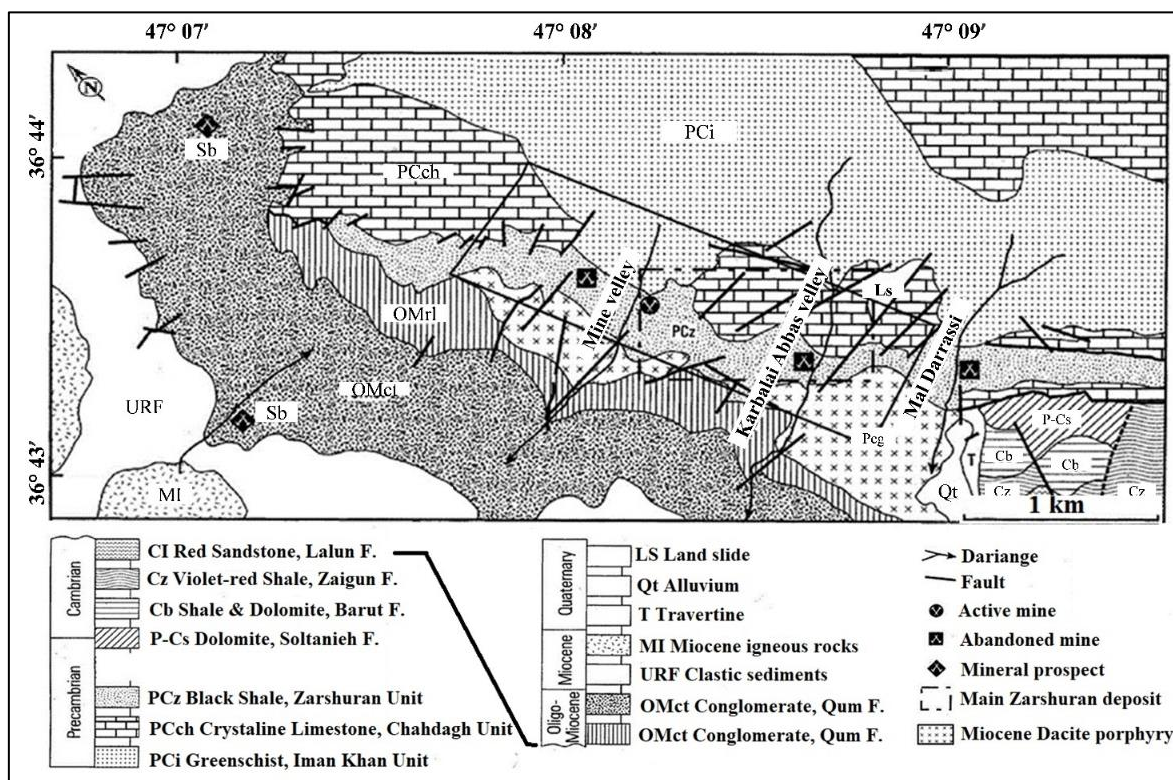 47° 07′ 47° 08′ 47° 09′
N
36° 44′
Sb
PCch
PCi
Mine velley
Karbalai Abbas velley
Ls
Mal Darrassi
OMrl
PCz
URF
OMct
Sb
Pcg
P-Cs
T
Cb
Cb
36° 43′
MI
Qt
Cz
Cz
1 km
Cambrian
CI Red Sandstone, Lalun F.
Cz Violet-red Shale, Zaigun F.
Cb Shale & Dolomite, Barut F.
P-Cs Dolomite, Soltanieh F.
Precambrian
PCz Black Shale, Zarshuran Unit
PCch Crystaline Limestone, Chahdagh Unit
PCi Greenschist, Iman Khan Unit
Quaternary
LS Land slide
Qt Alluvium
T Travertine
Miocene
MI Miocene igneous rocks
URF Clastic sediments
Oligo-
Miocene
OMct Conglomerate, Qum F.
OMct Conglomerate, Qum F.
Dariange
Fault
Active mine
Abandoned mine
Mineral prospect
Main Zarshuran deposit
Miocene Dacite porphyry